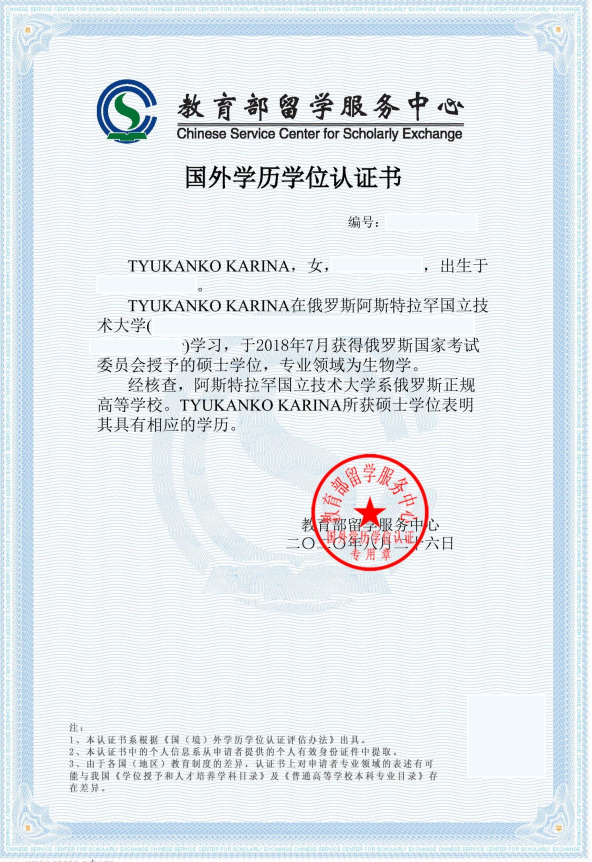 教育部留学服务中心
Chinese Service Center for Scholarly Exchange
国外学历学位认证书
编号:
TYUKANKO KARINA，女，，出生于
。
TYUKANKO KARINA在俄罗斯阿斯特拉罕国立技
术大学(
)学习，于2018年7月获得俄罗斯国家考试
委员会授予的硕士学位，专业领域为生物学。
经核查，阿斯特拉罕国立技术大学系俄罗斯正规
高等学校。TYUKANKO KARINA所获硕士学位表明
其具有相应的学历。
教育部留学服务中心
国外学历学位认证
专用章
教育部留学服务中心
二〇二〇年八月二十六日
注：
1、本认证书系根据《国（境）外学历学位认证评估办法》出具。
2、本认证书中的个人信息系从申请者提供的个人有效身份证件中提取。
3、由于各国（地区）教育制度的差异，认证书上对申请者专业领域的表述有可
能与我国《学位授予和人才培养学科目录》及《普通高等学校本科专业目录》存
在差异。